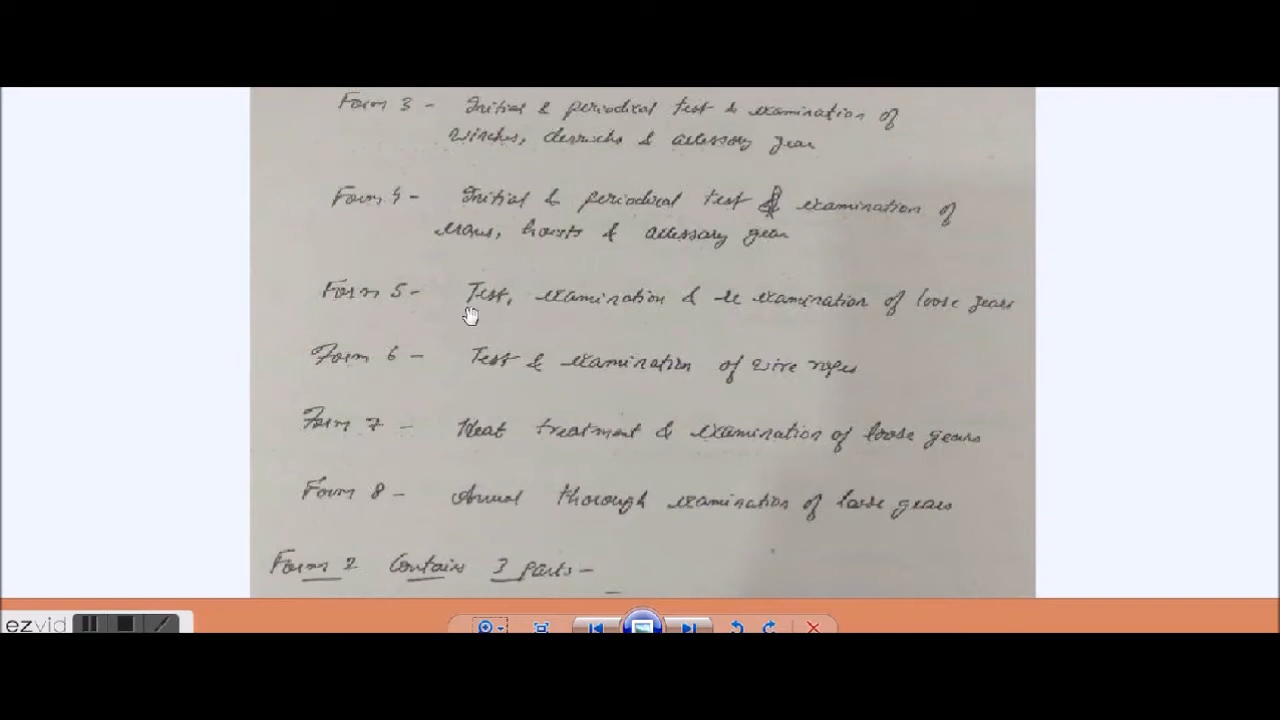 Form 3 - Initial & periodical test & examination of
winches, derricks & accessory gear
Form 4 - Initial & periodical test & examination of
cranes, hoists & accessory gear
Form 5 - Test, examination & re examination of loose gears
Form 6 - Test & examination of wire ropes
Form 7 - Heat treatment & examination of loose gears
Form 8 - Annual thorough examination of loose gears
Form 2 Contains 3 parts -
ezvid